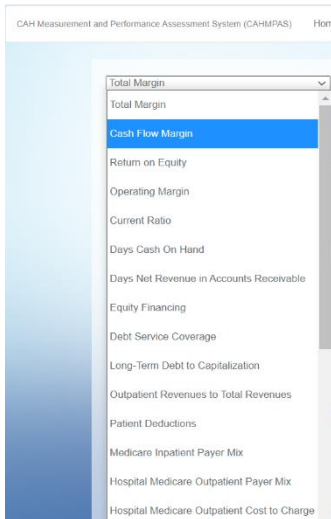 CAH Measurement and Performance Assessment System (CAHMPAS)
Total Margin
Total Margin
Cash Flow Margin
Return on Equity
Operating Margin
Current Ratio
Days Cash On Hand
Days Net Revenue in Accounts Receivable
Equity Financing
Debt Service Coverage
Long-Term Debt to Capitalization
Outpatient Revenues to Total Revenues
Patient Deductions
Medicare Inpatient Payer Mix
Hospital Medicare Outpatient Payer Mix
Hospital Medicare Outpatient Cost to Charge